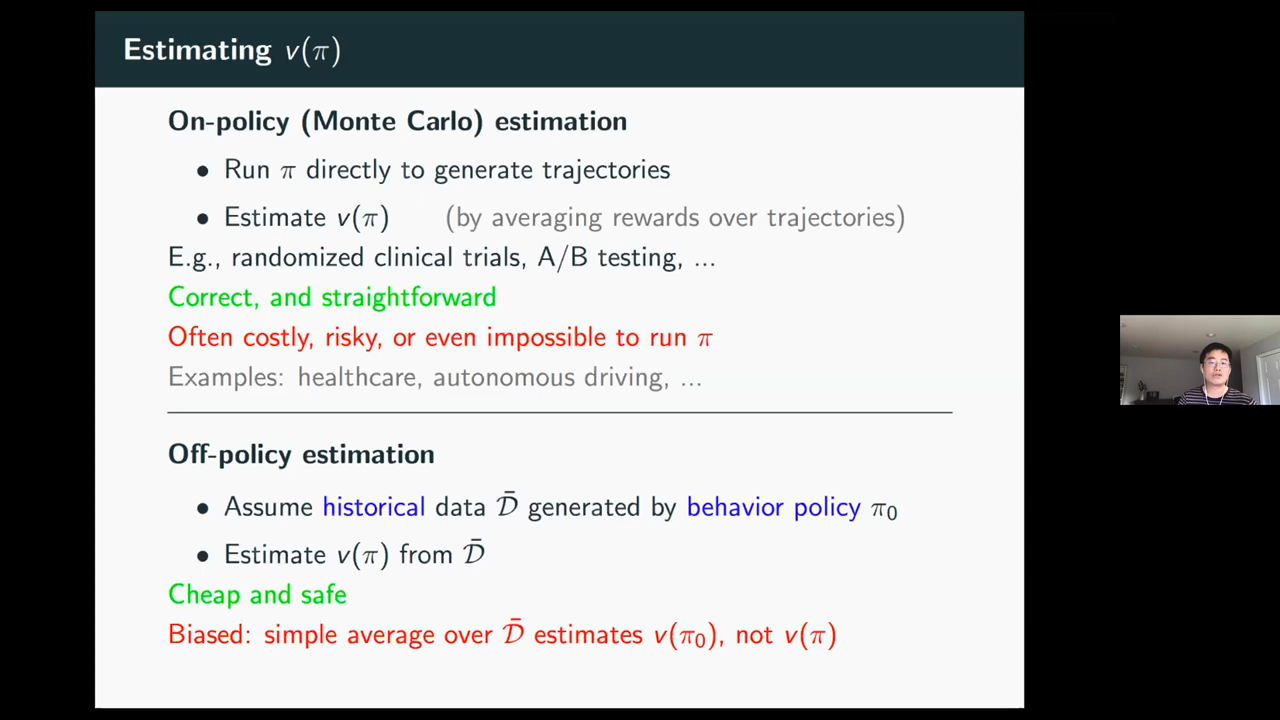 Estimating v(π)
On-policy (Monte Carlo) estimation
• Run π directly to generate trajectories
• Estimate v(π) (by averaging rewards over trajectories)
E.g., randomized clinical trials, A/B testing, ...
Correct, and straightforward
Often costly, risky, or even impossible to run π
Examples: healthcare, autonomous driving, ...
Off-policy estimation
• Assume historical data 𝒟̄ generated by behavior policy π₀
• Estimate v(π) from 𝒟̄
Cheap and safe
Biased: simple average over 𝒟̄ estimates v(π₀), not v(π)